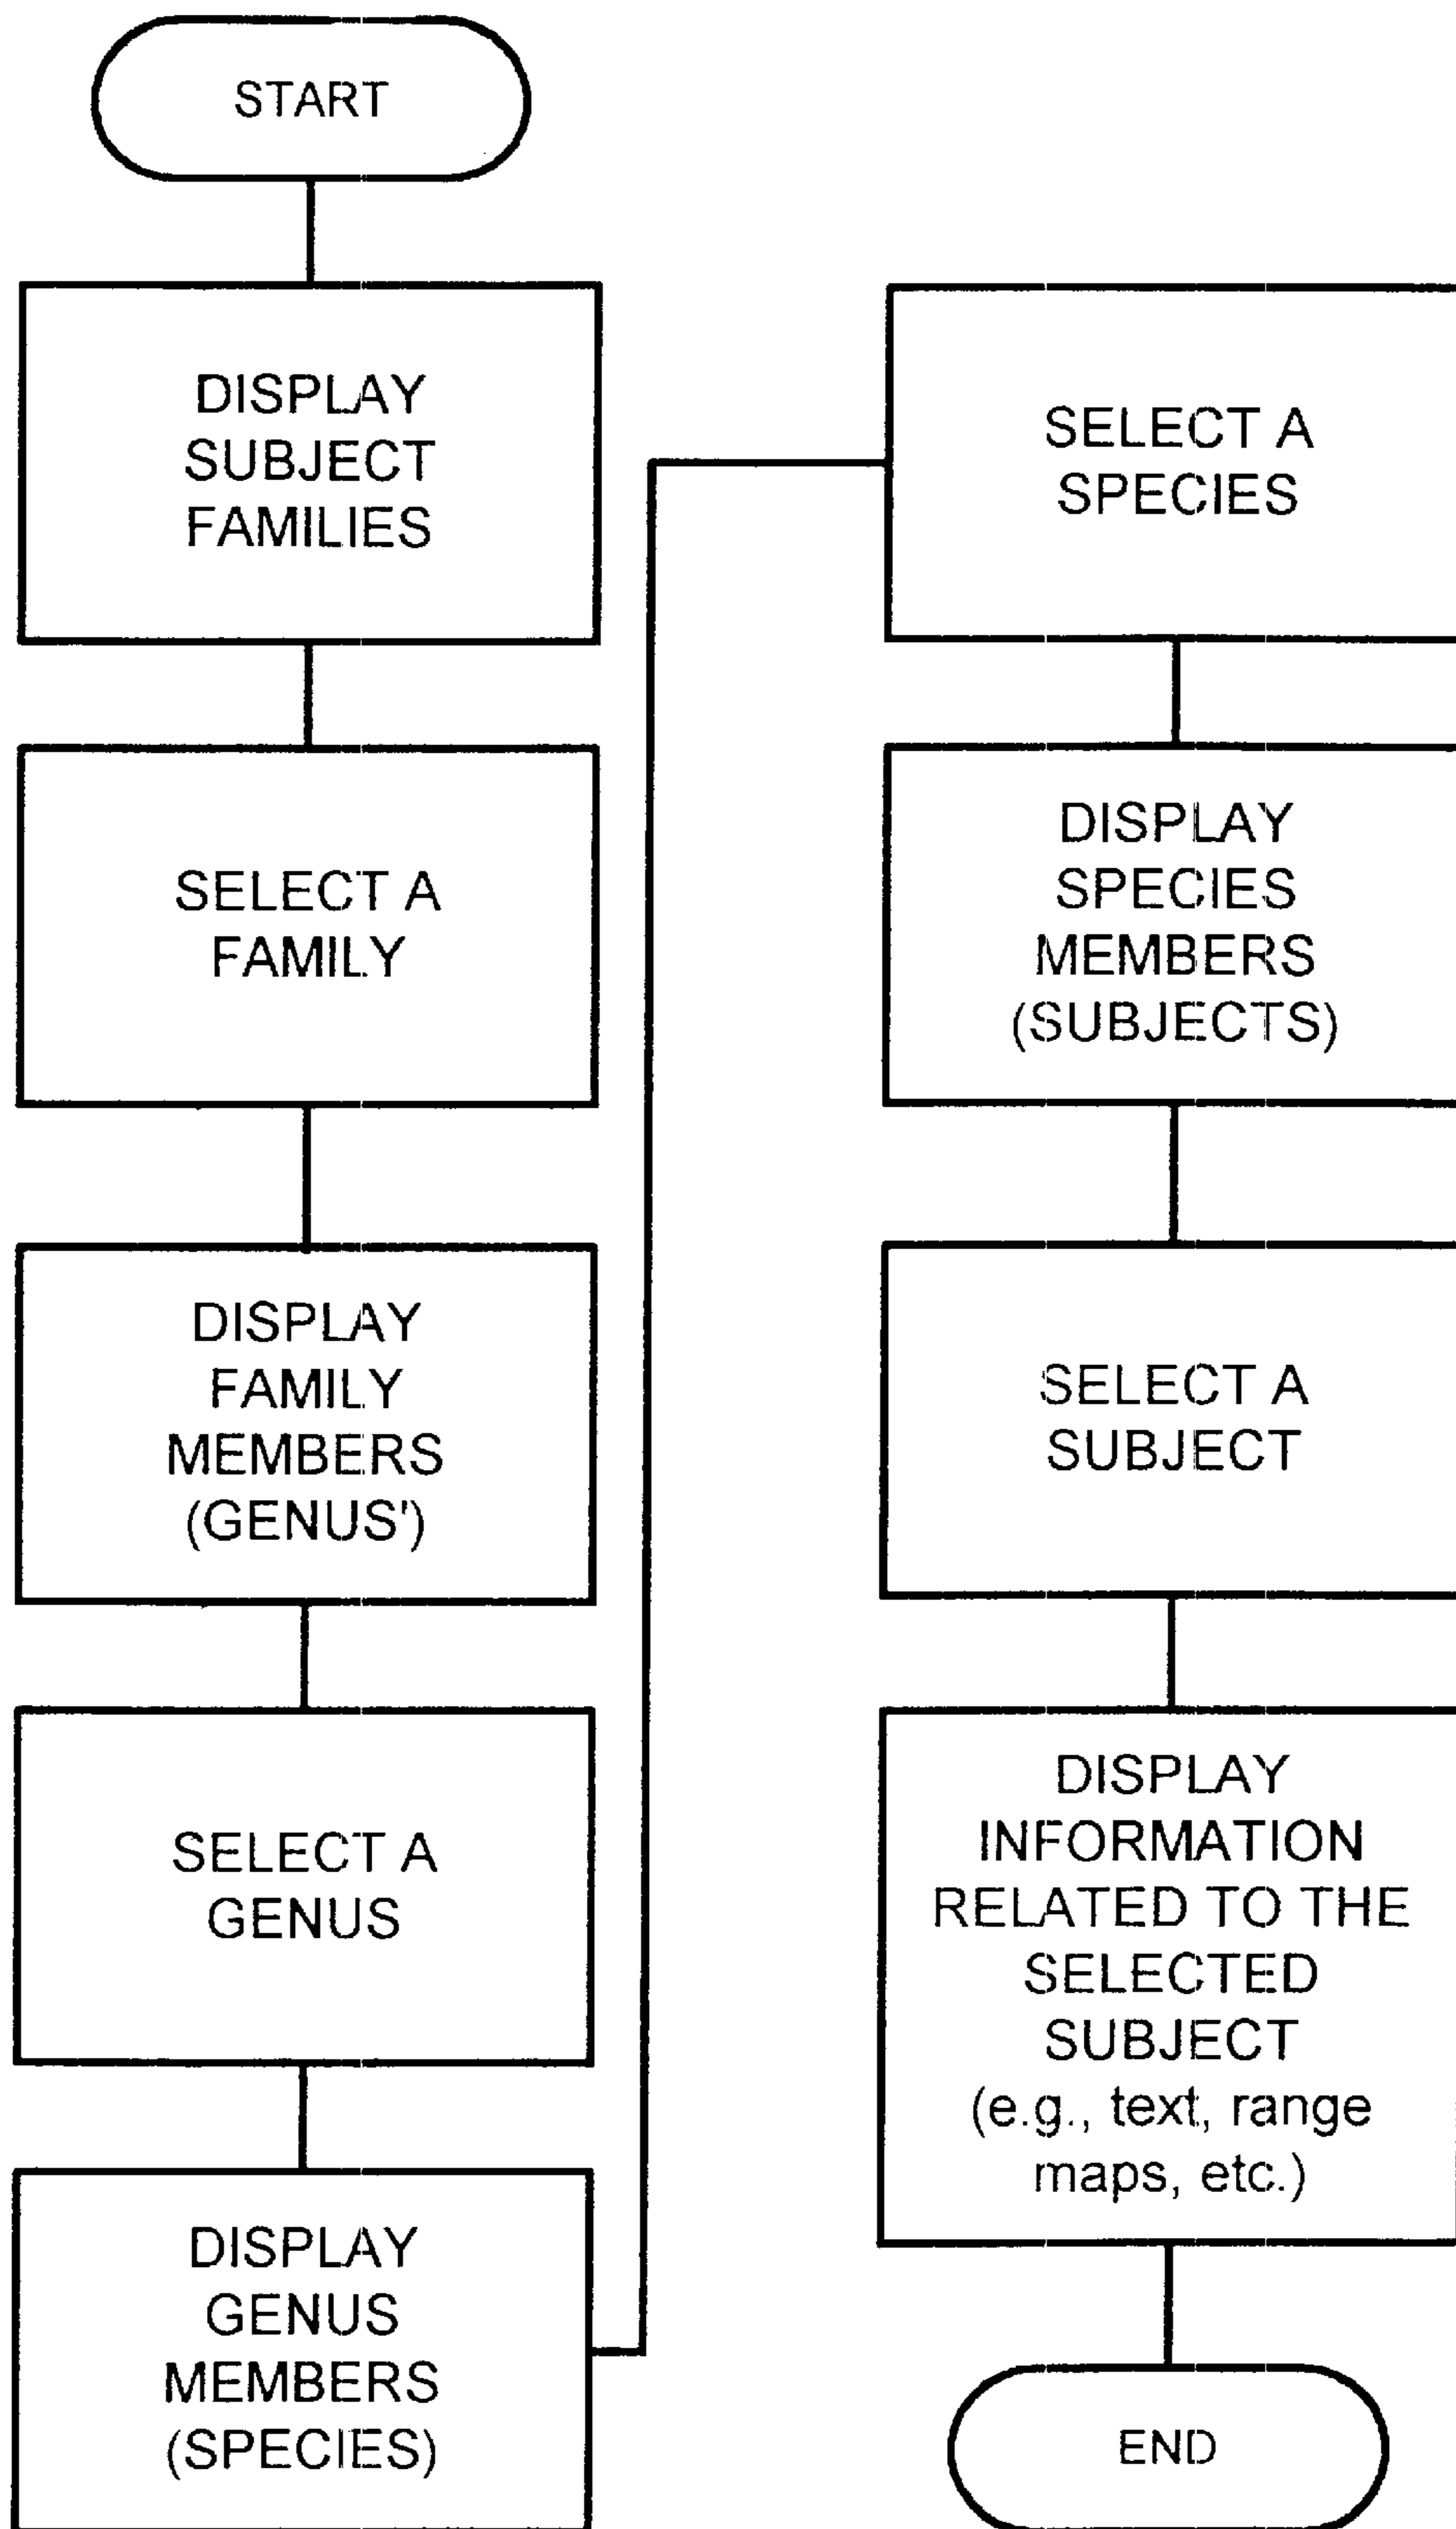 START
DISPLAY
SUBJECT
FAMILIES
SELECT A
FAMILY
DISPLAY
FAMILY
MEMBERS
(GENUS')
SELECT A
GENUS
DISPLAY
GENUS
MEMBERS
(SPECIES)
SELECT A
SPECIES
DISPLAY
SPECIES
MEMBERS
(SUBJECTS)
SELECT A
SUBJECT
DISPLAY
INFORMATION
RELATED TO THE
SELECTED
SUBJECT
(e.g., text, range
maps, etc.)
END